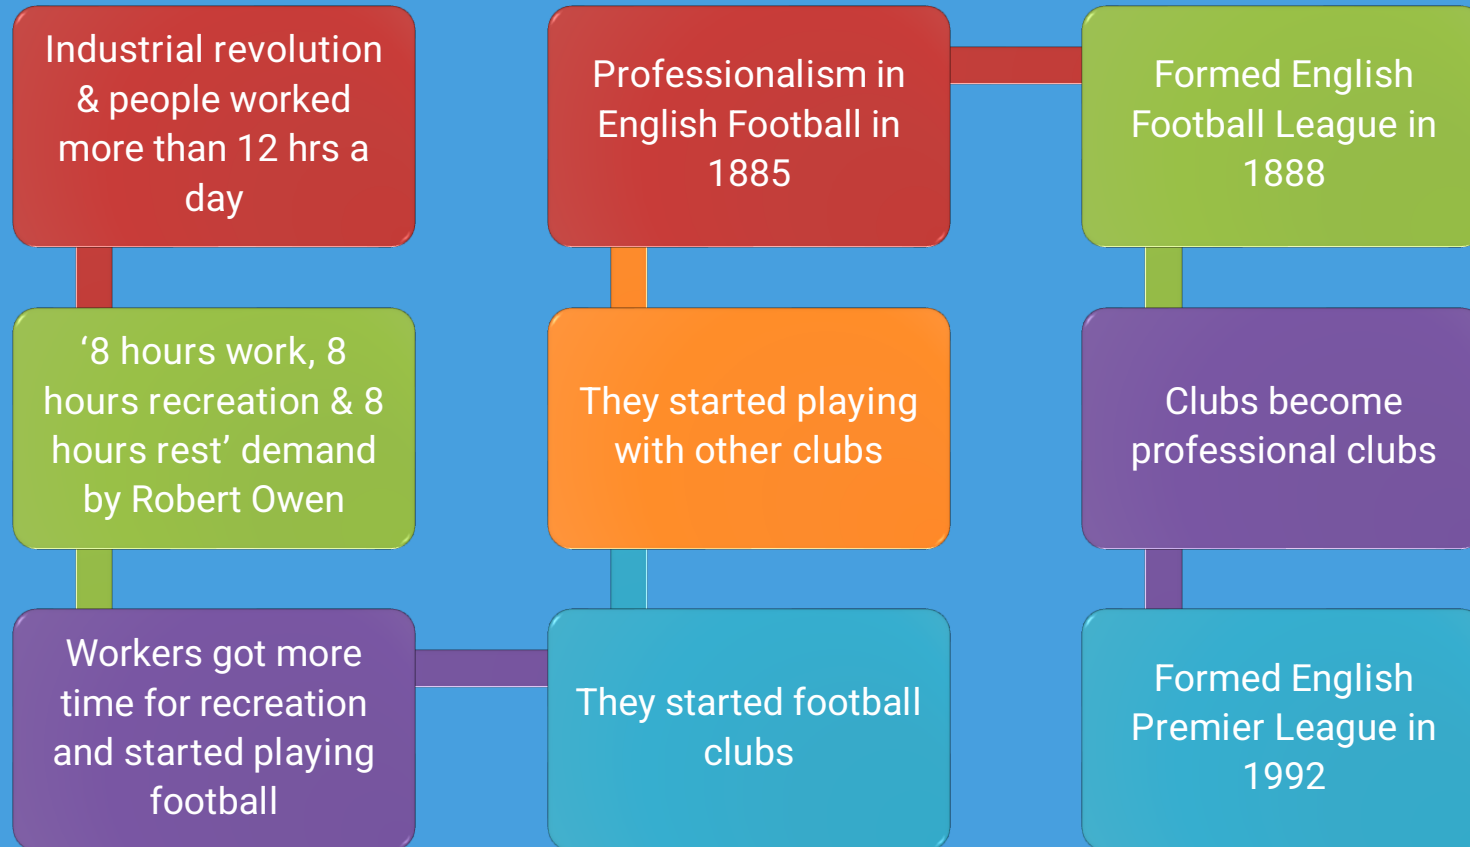 Industrial revolution
& people worked
more than 12 hrs a
day
‘8 hours work, 8
hours recreation & 8
hours rest’ demand
by Robert Owen
Workers got more
time for recreation
and started playing
football
They started football
clubs
They started playing
with other clubs
Professionalism in
English Football in
1885
Formed English
Football League in
1888
Clubs become
professional clubs
Formed English
Premier League in
1992